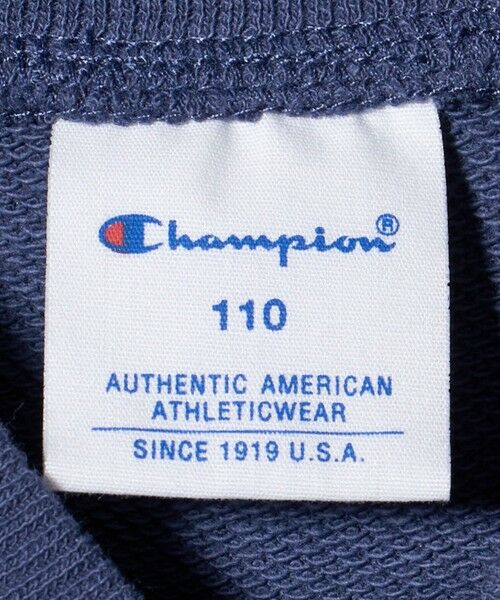 Champion®
110
AUTHENTIC AMERICAN
ATHLETICWEAR
SINCE 1919 U.S.A.